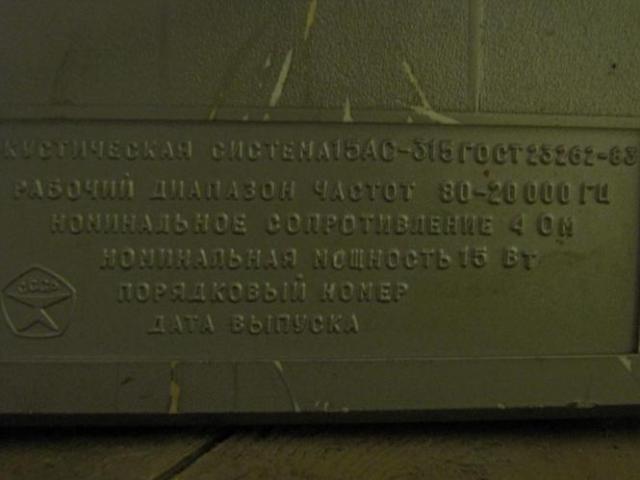 КУСТИЧЕСКАЯ СИСТЕМА 15АС-315 ГОСТ 23262-83
РАБОЧИЙ ДИАПАЗОН ЧАСТОТ 80-20 000 ГЦ
НОМИНАЛЬНОЕ СОПРОТИВЛЕНИЕ 4 ОМ
НОМИНАЛЬНАЯ МОЩНОСТЬ 15 ВТ
ПОРЯДКОВЫЙ НОМЕР
ДАТА ВЫПУСКА
СССР